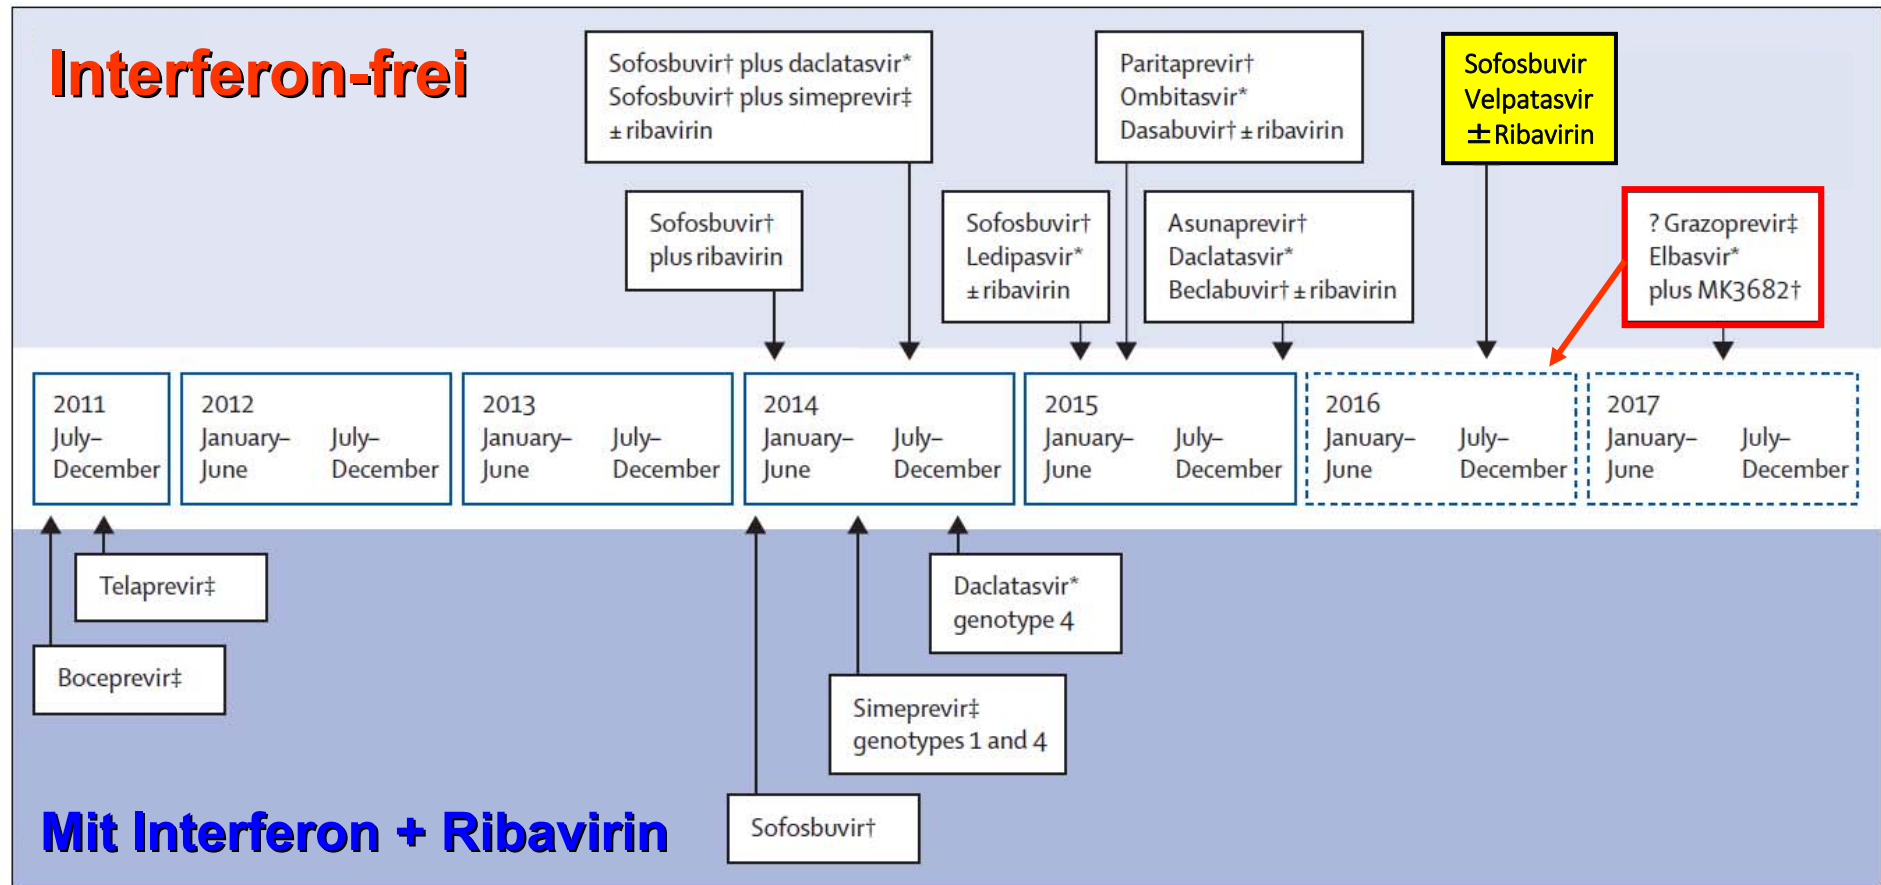 Interferon-frei
Sofosbuvir† plus daclatasvir*
Sofosbuvir† plus simeprevir‡
± ribavirin
Paritaprevir†
Ombitasvir*
Dasabuvir† ± ribavirin
Sofosbuvir
Velpatasvir
±Ribavirin
Sofosbuvir†
plus ribavirin
Sofosbuvir†
Ledipasvir*
± ribavirin
Asunaprevir†
Daclatasvir*
Beclabuvir† ± ribavirin
? Grazoprevir‡
Elbasvir*
plus MK3682†
2011
July–
December
2012
January–
June
July–
December
2013
January–
June
July–
December
2014
January–
June
July–
December
2015
January–
June
July–
December
2016
January–
June
July–
December
2017
January–
June
July–
December
Telaprevir‡
Boceprevir‡
Daclatasvir*
genotype 4
Simeprevir‡
genotypes 1 and 4
Sofosbuvir†
Mit Interferon + Ribavirin